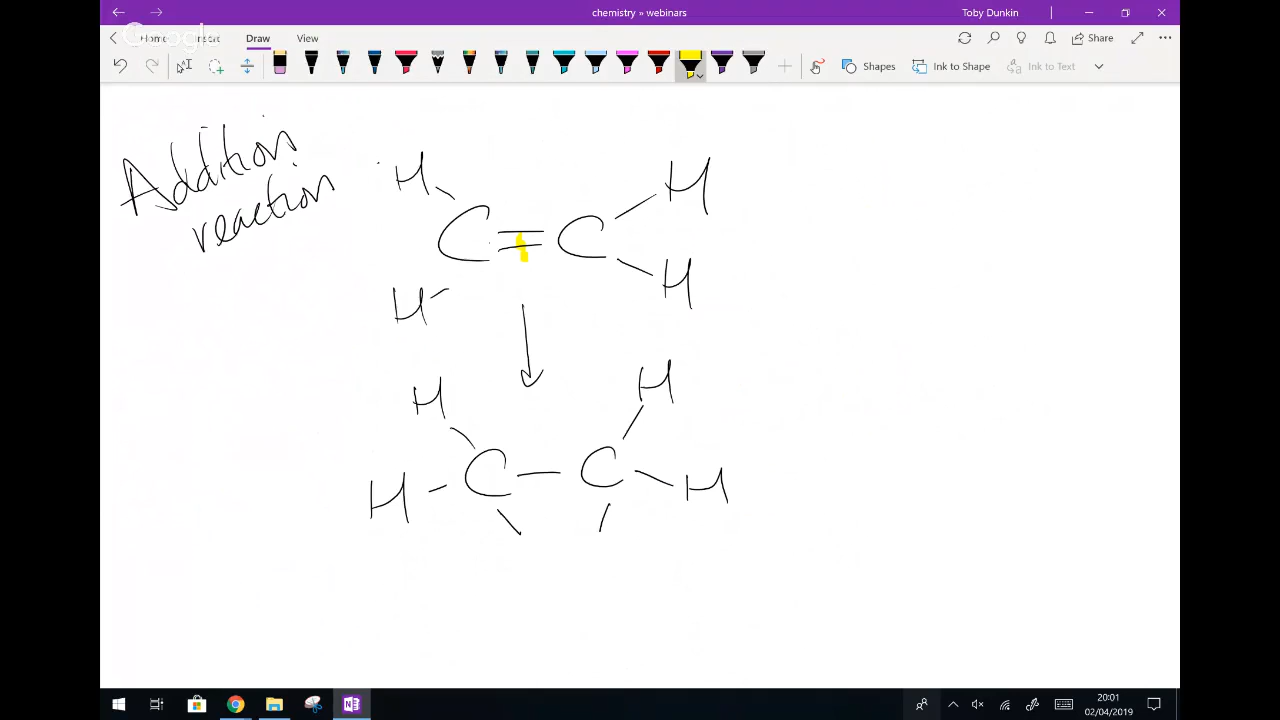 chemistry » webinars
Toby Dunkin
Google
Home
Draw
View
Share
Shapes
Ink to Shape
Ink to Text
Addition
reaction
H
H
C=C
H
H
H
H
C—C
H
H
20:01
02/04/2019